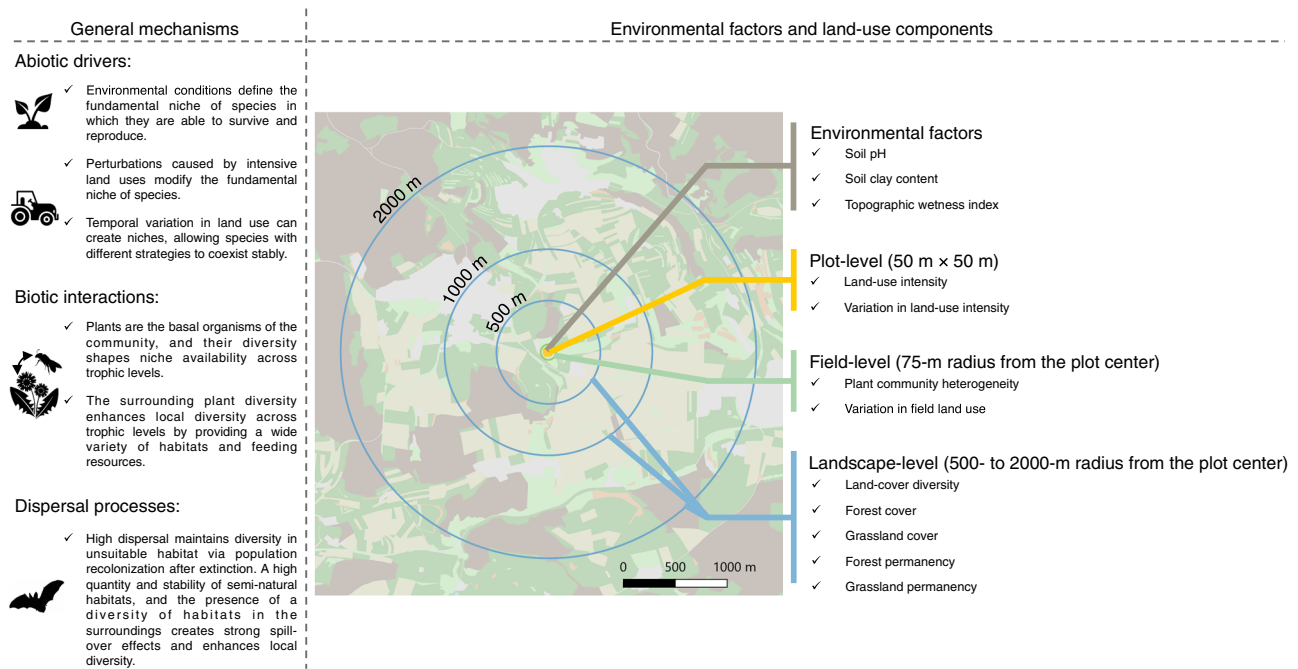 General mechanisms
Environmental factors and land-use components
Abiotic drivers:
✓ Environmental conditions define the
fundamental niche of species in
which they are able to survive and
reproduce.
✓ Perturbations caused by intensive
land uses modify the fundamental
niche of species.
✓ Temporal variation in land use can
create niches, allowing species with
different strategies to coexist stably.
Biotic interactions:
✓ Plants are the basal organisms of the
community, and their diversity
shapes niche availability across
trophic levels.
✓ The surrounding plant diversity
enhances local diversity across
trophic levels by providing a wide
variety of habitats and feeding
resources.
Dispersal processes:
✓ High dispersal maintains diversity in
unsuitable habitat via population
recolonization after extinction. A high
quantity and stability of semi-natural
habitats, and the presence of a
diversity of habitats in the
surroundings creates strong spill-
over effects and enhances local
diversity.
2000 m
1000 m
500 m
0 500 1000 m
Environmental factors
✓ Soil pH
✓ Soil clay content
✓ Topographic wetness index
Plot-level (50 m × 50 m)
✓ Land-use intensity
✓ Variation in land-use intensity
Field-level (75-m radius from the plot center)
✓ Plant community heterogeneity
✓ Variation in field land use
Landscape-level (500- to 2000-m radius from the plot center)
✓ Land-cover diversity
✓ Forest cover
✓ Grassland cover
✓ Forest permanency
✓ Grassland permanency